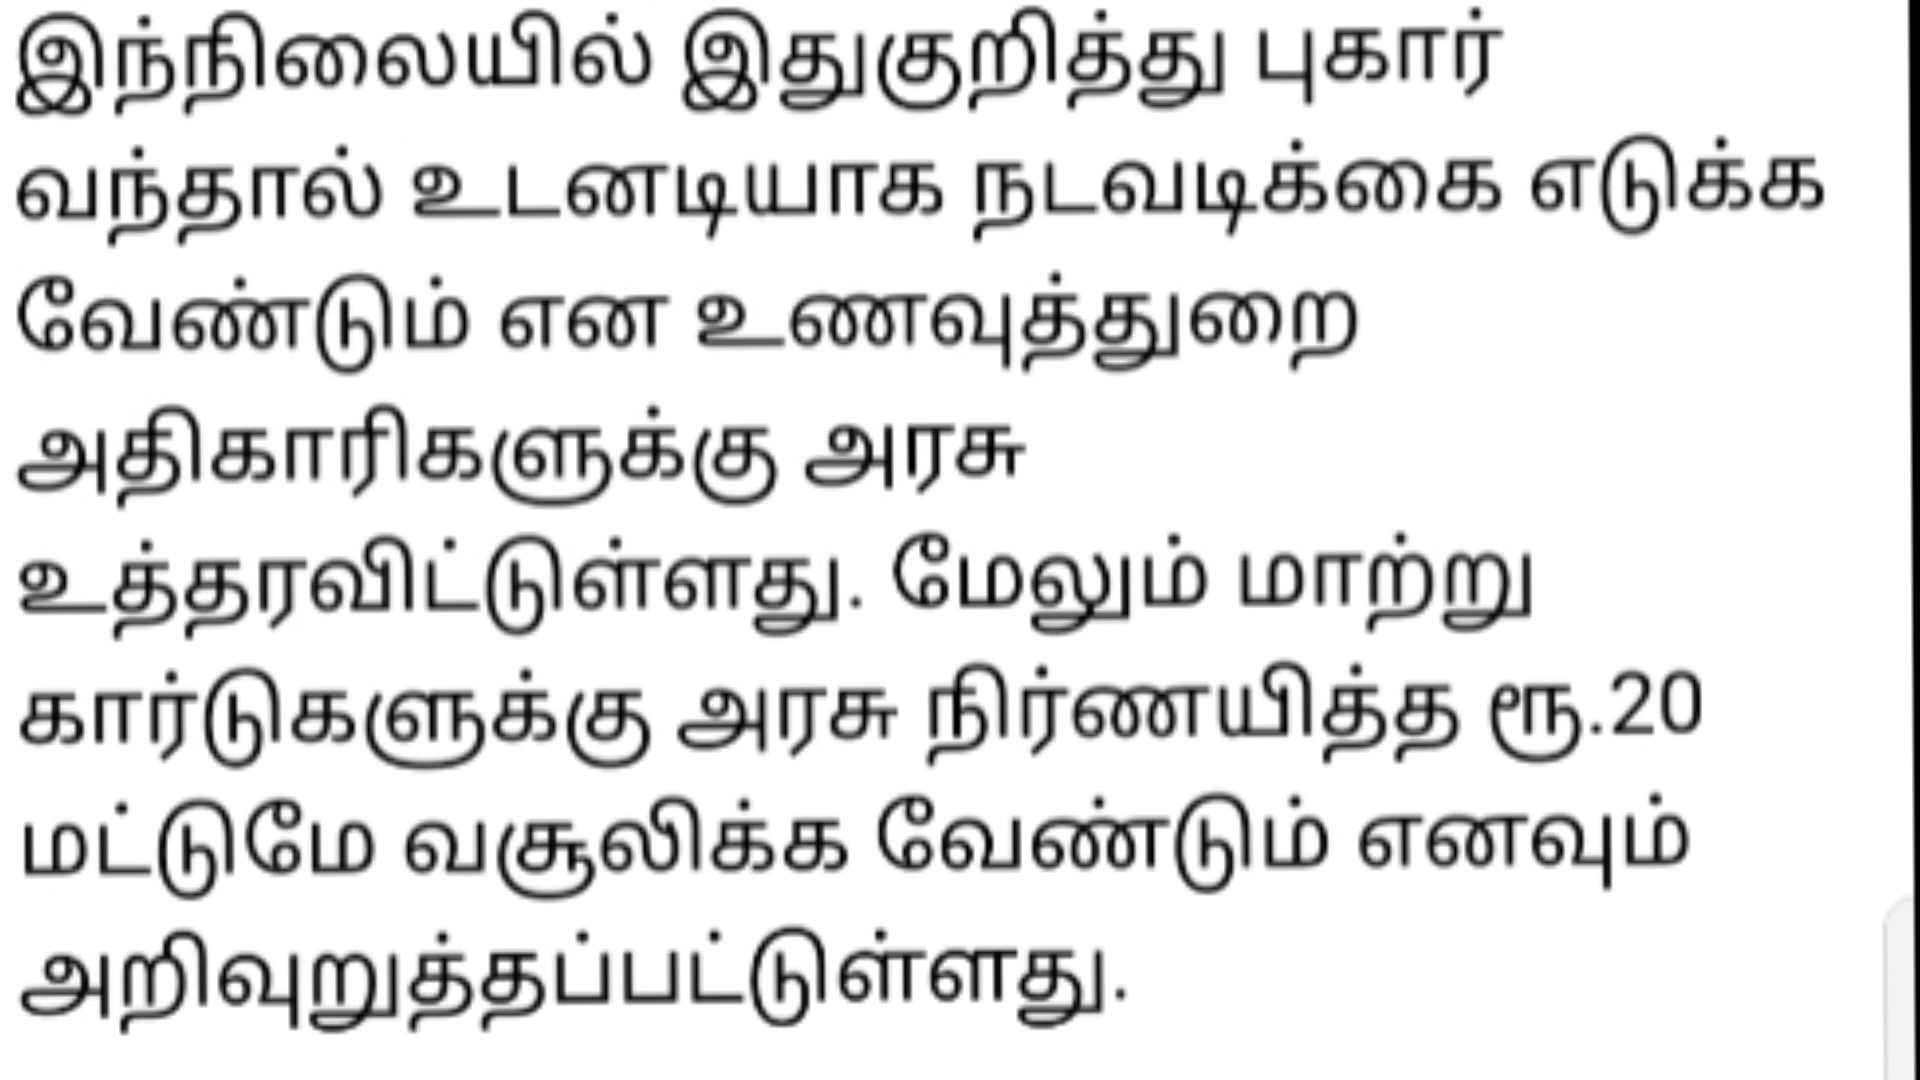 இந்நிலையில் இதுகுறித்து புகார்
வந்தால் உடனடியாக நடவடிக்கை எடுக்க
வேண்டும் என உணவுத்துறை
அதிகாரிகளுக்கு அரசு
உத்தரவிட்டுள்ளது. மேலும் மாற்று
கார்டுகளுக்கு அரசு நிர்ணயித்த ரூ.20
மட்டுமே வசூலிக்க வேண்டும் எனவும்
அறிவுறுத்தப்பட்டுள்ளது.